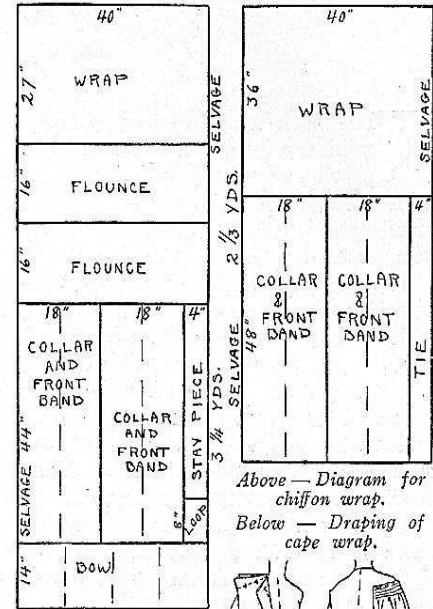 40"
27"
WRAP
SELVAGE
16"
FLOUNCE
16"
FLOUNCE
18"
18"
4"
COLLAR
AND
FRONT
BAND
COLLAR
AND
FRONT
BAND
STAY PIECE
SELVAGE 44"
8"
LOOP
14"
BOW
3 1/4 YDS.
40"
36"
WRAP
SELVAGE
2 1/3 YDS.
SELVAGE
18"
18"
4"
COLLAR
&
FRONT
BAND
COLLAR
&
FRONT
BAND
48"
TIE
Above — Diagram for
chiffon wrap.
Below — Draping of
cape wrap.